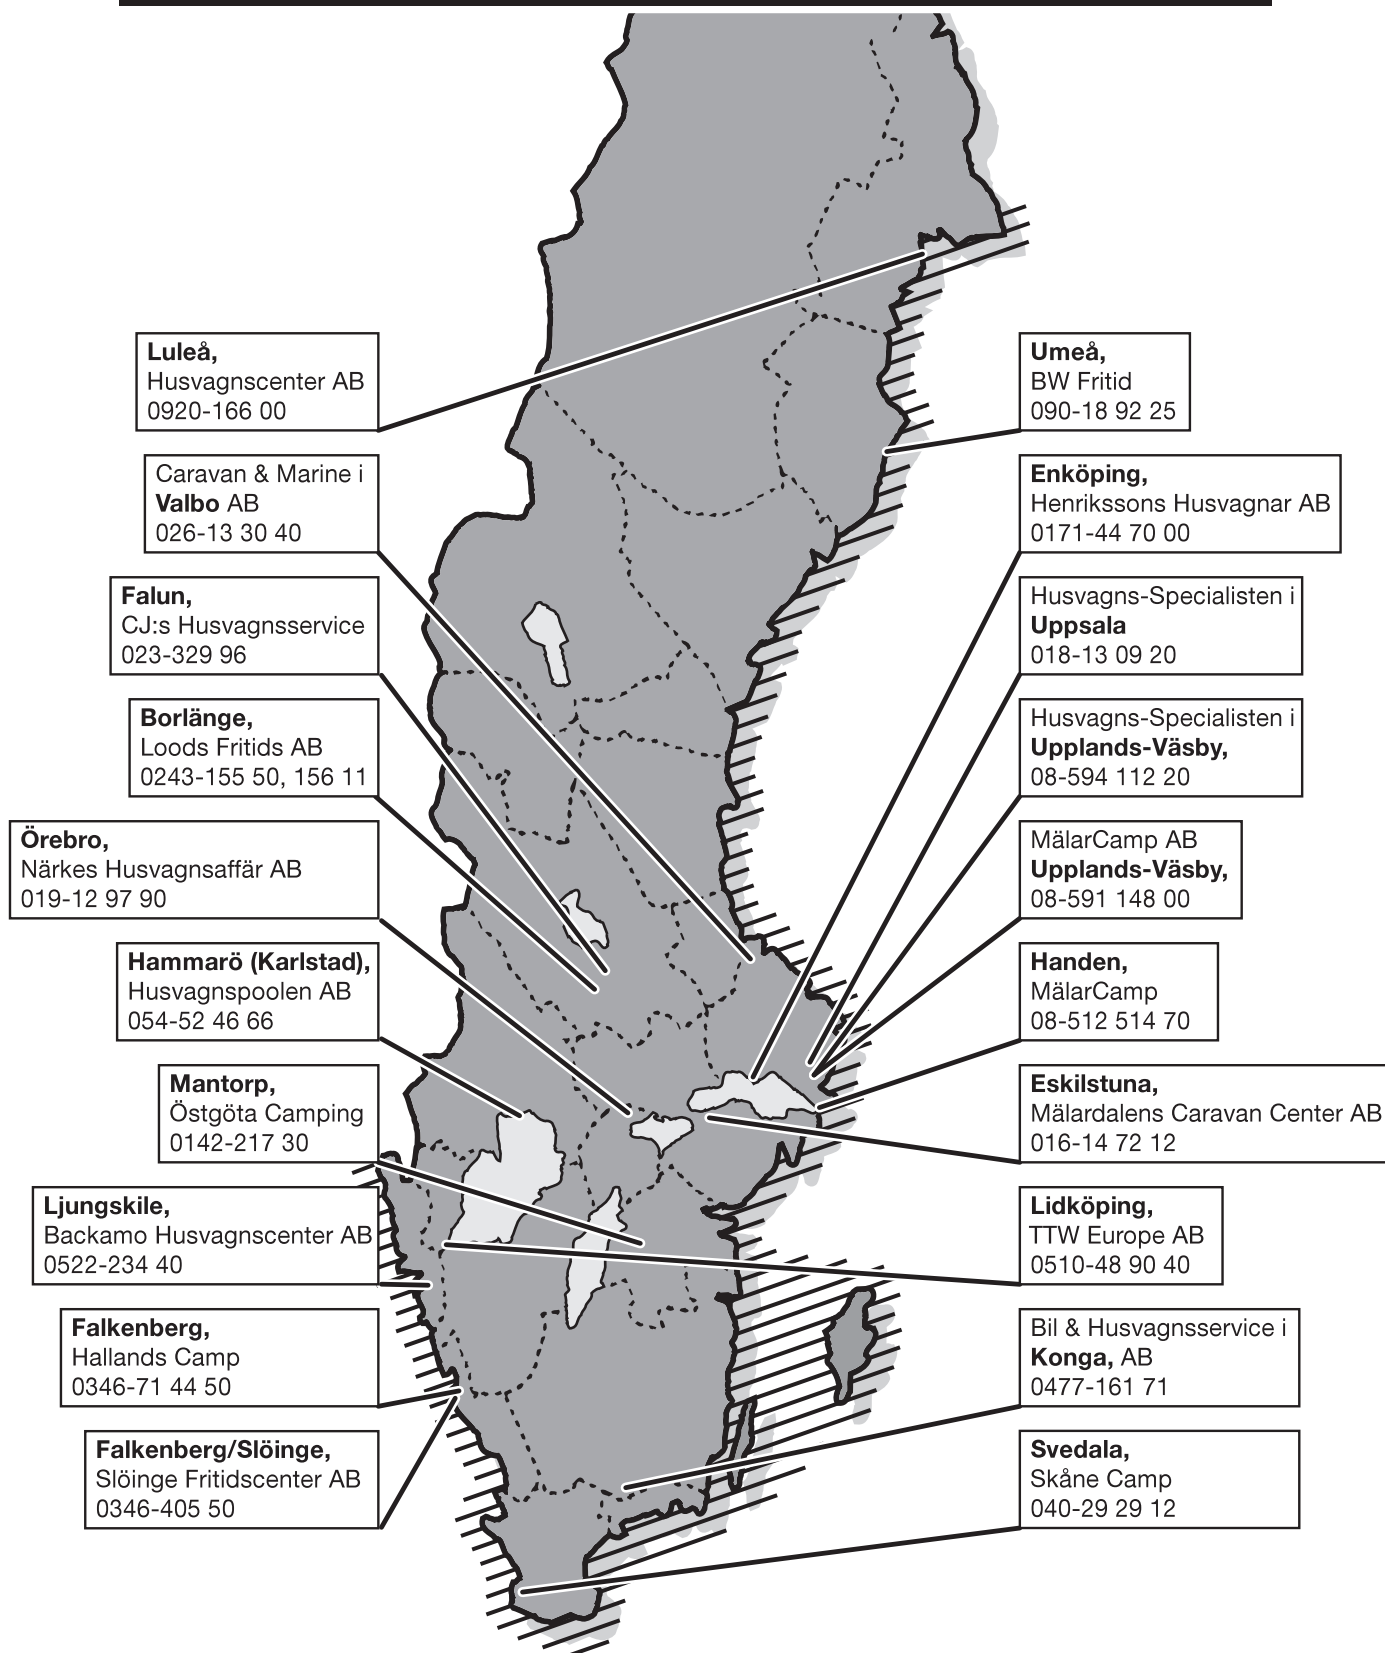 Luleå,
Husvagnscenter AB
0920-166 00
Caravan & Marine i
Valbo AB
026-13 30 40
Falun,
CJ:s Husvagnsservice
023-329 96
Borlänge,
Loods Fritids AB
0243-155 50, 156 11
Örebro,
Närkes Husvagnsaffär AB
019-12 97 90
Hammarö (Karlstad),
Husvagnspoolen AB
054-52 46 66
Mantorp,
Östgöta Camping
0142-217 30
Ljungskile,
Backamo Husvagnscenter AB
0522-234 40
Falkenberg,
Hallands Camp
0346-71 44 50
Falkenberg/Slöinge,
Slöinge Fritidscenter AB
0346-405 50
Umeå,
BW Fritid
090-18 92 25
Enköping,
Henrikssons Husvagnar AB
0171-44 70 00
Husvagns-Specialisten i
Uppsala
018-13 09 20
Husvagns-Specialisten i
Upplands-Väsby,
08-594 112 20
MälarCamp AB
Upplands-Väsby,
08-591 148 00
Handen,
MälarCamp
08-512 514 70
Eskilstuna,
Mälardalens Caravan Center AB
016-14 72 12
Lidköping,
TTW Europe AB
0510-48 90 40
Bil & Husvagnsservice i
Konga, AB
0477-161 71
Svedala,
Skåne Camp
040-29 29 12